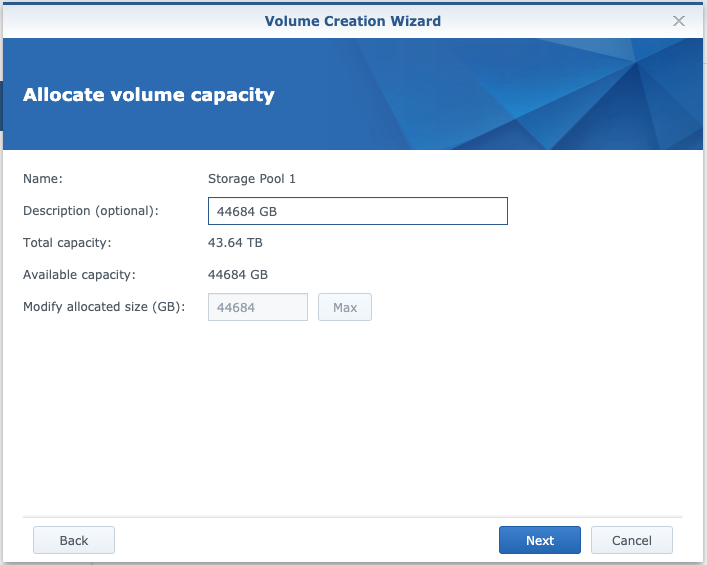 Volume Creation Wizard
Allocate volume capacity
Name: Storage Pool 1
Description (optional): 44684 GB
Total capacity: 43.64 TB
Available capacity: 44684 GB
Modify allocated size (GB): 44684 Max
Back Next Cancel